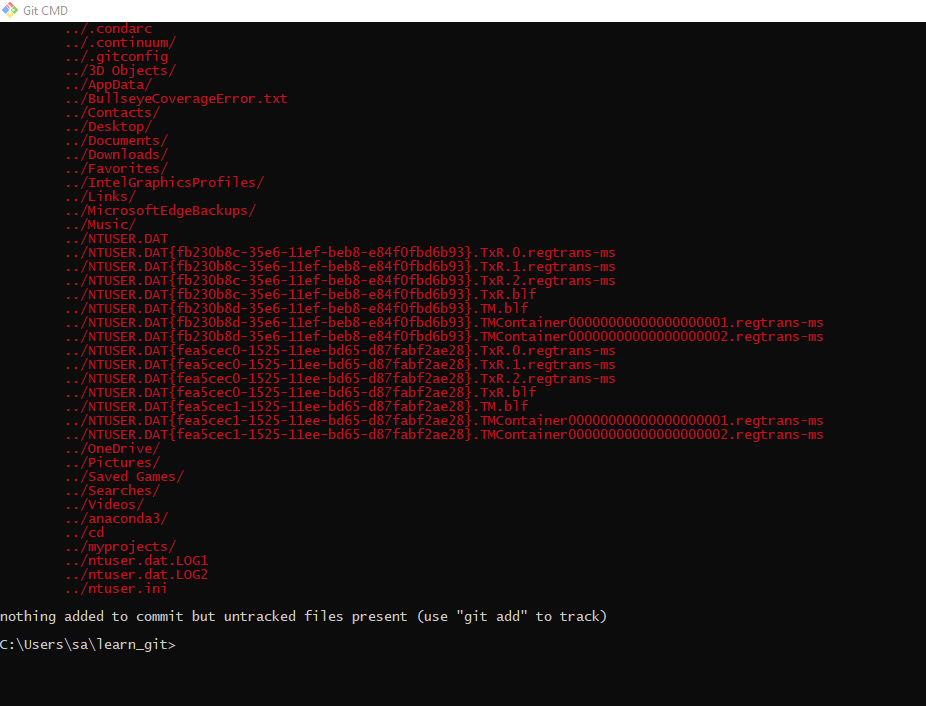 Git CMD
../.condarc
../.continuum/
../.gitconfig
../3D Objects/
../AppData/
../BullseyeCoverageError.txt
../Contacts/
../Desktop/
../Documents/
../Downloads/
../Favorites/
../IntelGraphicsProfiles/
../Links/
../MicrosoftEdgeBackups/
../Music/
../NTUSER.DAT
../NTUSER.DAT{fb230b8c-35e6-11ef-beb8-e84f0fbd6b93}.TxR.0.regtrans-ms
../NTUSER.DAT{fb230b8c-35e6-11ef-beb8-e84f0fbd6b93}.TxR.1.regtrans-ms
../NTUSER.DAT{fb230b8c-35e6-11ef-beb8-e84f0fbd6b93}.TxR.2.regtrans-ms
../NTUSER.DAT{fb230b8c-35e6-11ef-beb8-e84f0fbd6b93}.TxR.blf
../NTUSER.DAT{fb230b8d-35e6-11ef-beb8-e84f0fbd6b93}.TM.blf
../NTUSER.DAT{fb230b8d-35e6-11ef-beb8-e84f0fbd6b93}.TMContainer00000000000000000001.regtrans-ms
../NTUSER.DAT{fb230b8d-35e6-11ef-beb8-e84f0fbd6b93}.TMContainer00000000000000000002.regtrans-ms
../NTUSER.DAT{fea5cec0-1525-11ee-bd65-d87fabf2ae28}.TxR.0.regtrans-ms
../NTUSER.DAT{fea5cec0-1525-11ee-bd65-d87fabf2ae28}.TxR.1.regtrans-ms
../NTUSER.DAT{fea5cec0-1525-11ee-bd65-d87fabf2ae28}.TxR.2.regtrans-ms
../NTUSER.DAT{fea5cec0-1525-11ee-bd65-d87fabf2ae28}.TxR.blf
../NTUSER.DAT{fea5cec1-1525-11ee-bd65-d87fabf2ae28}.TM.blf
../NTUSER.DAT{fea5cec1-1525-11ee-bd65-d87fabf2ae28}.TMContainer00000000000000000001.regtrans-ms
../NTUSER.DAT{fea5cec1-1525-11ee-bd65-d87fabf2ae28}.TMContainer00000000000000000002.regtrans-ms
../OneDrive/
../Pictures/
../Saved Games/
../Searches/
../Videos/
../anaconda3/
../cd
../myprojects/
../ntuser.dat.LOG1
../ntuser.dat.LOG2
../ntuser.ini
nothing added to commit but untracked files present (use "git add" to track)
C:\Users\sa\learn_git>